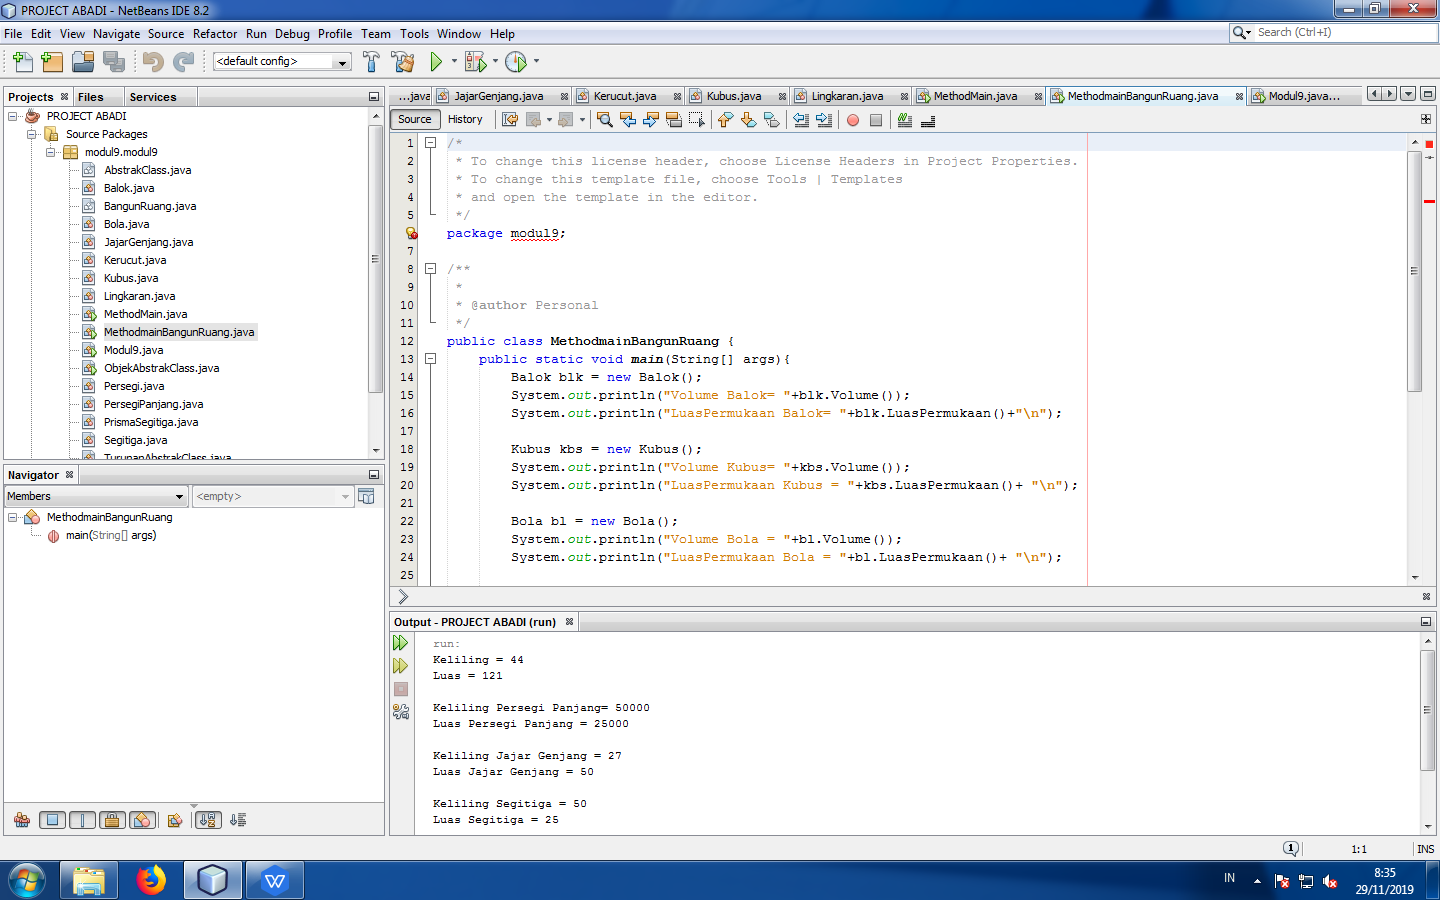 PROJECT ABADI - NetBeans IDE 8.2
File Edit View Navigate Source Refactor Run Debug Profile Team Tools Window Help
Search (Ctrl+I)
<default config>
Projects Files Services
PROJECT ABADI
Source Packages
modul9.modul9
AbstrakClass.java
Balok.java
BangunRuang.java
Bola.java
JajarGenjang.java
Kerucut.java
Kubus.java
Lingkaran.java
MethodMain.java
MethodmainBangunRuang.java
Modul9.java
ObjekAbstrakClass.java
Persegi.java
PersegiPanjang.java
PrismaSegitiga.java
Segitiga.java
TurunanAbstrakClass.java
Navigator
Members
<empty>
MethodmainBangunRuang
main(String[] args)
...java JajarGenjang.java Kerucut.java Kubus.java Lingkaran.java MethodMain.java MethodmainBangunRuang.java Modul9.java...
Source History
1 /*
2 * To change this license header, choose License Headers in Project Properties.
3 * To change this template file, choose Tools | Templates
4 * and open the template in the editor.
5 */
package modul9;
7
8 /**
9 *
10 * @author Personal
11 */
12 public class MethodmainBangunRuang {
13 public static void main(String[] args){
14 Balok blk = new Balok();
15 System.out.println("Volume Balok= "+blk.Volume());
16 System.out.println("LuasPermukaan Balok= "+blk.LuasPermukaan()+"\n");
17
18 Kubus kbs = new Kubus();
19 System.out.println("Volume Kubus= "+kbs.Volume());
20 System.out.println("LuasPermukaan Kubus = "+kbs.LuasPermukaan()+ "\n");
21
22 Bola bl = new Bola();
23 System.out.println("Volume Bola = "+bl.Volume());
24 System.out.println("LuasPermukaan Bola = "+bl.LuasPermukaan()+ "\n");
25
Output - PROJECT ABADI (run)
run:
Keliling = 44
Luas = 121
Keliling Persegi Panjang= 50000
Luas Persegi Panjang = 25000
Keliling Jajar Genjang = 27
Luas Jajar Genjang = 50
Keliling Segitiga = 50
Luas Segitiga = 25
1 1:1 INS
IN
8:35
29/11/2019